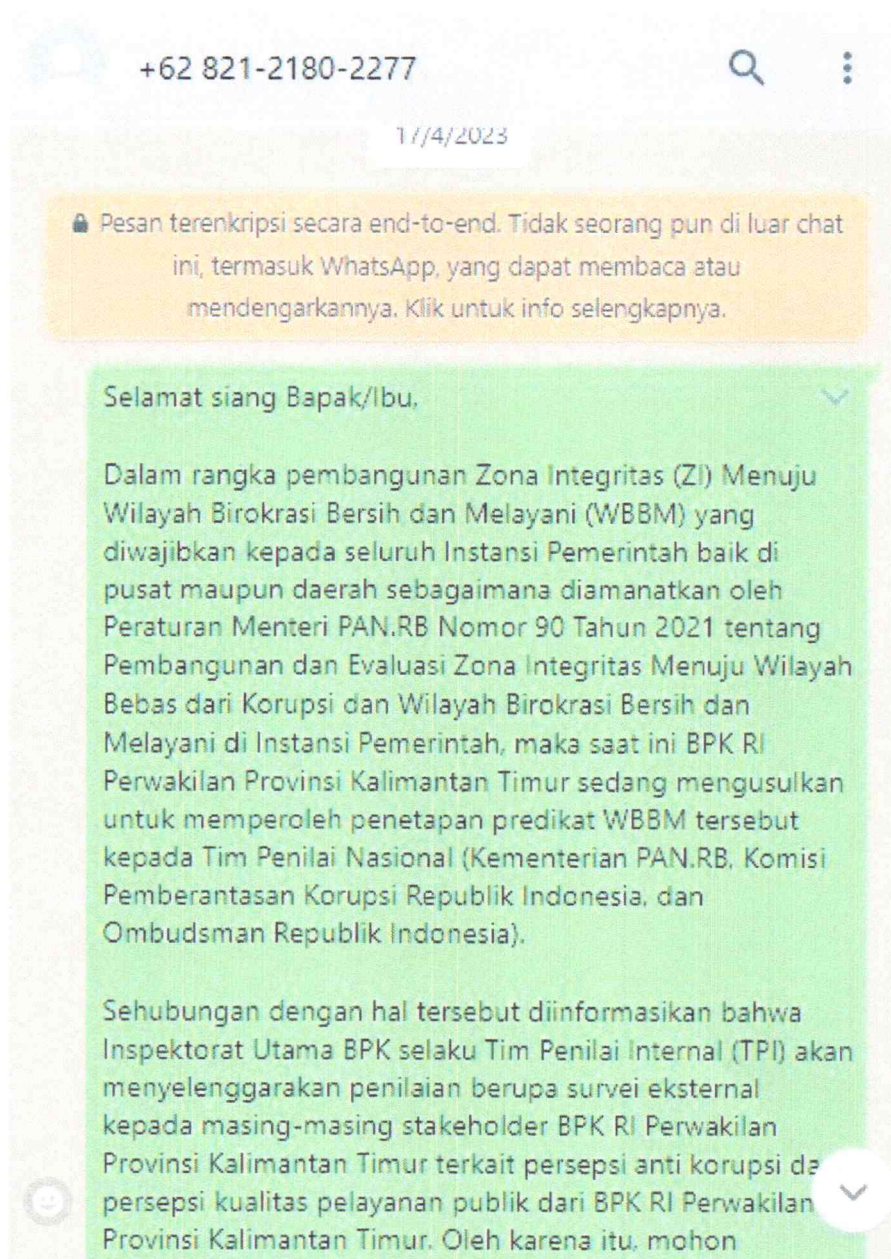 +62 821-2180-2277
17/4/2023
Pesan terenkripsi secara end-to-end. Tidak seorang pun di luar chat
ini, termasuk WhatsApp, yang dapat membaca atau
mendengarkannya. Klik untuk info selengkapnya.
Selamat siang Bapak/Ibu,
Dalam rangka pembangunan Zona Integritas (ZI) Menuju
Wilayah Birokrasi Bersih dan Melayani (WBBM) yang
diwajibkan kepada seluruh Instansi Pemerintah baik di
pusat maupun daerah sebagaimana diamanatkan oleh
Peraturan Menteri PAN.RB Nomor 90 Tahun 2021 tentang
Pembangunan dan Evaluasi Zona Integritas Menuju Wilayah
Bebas dari Korupsi dan Wilayah Birokrasi Bersih dan
Melayani di Instansi Pemerintah, maka saat ini BPK RI
Perwakilan Provinsi Kalimantan Timur sedang mengusulkan
untuk memperoleh penetapan predikat WBBM tersebut
kepada Tim Penilai Nasional (Kementerian PAN.RB, Komisi
Pemberantasan Korupsi Republik Indonesia, dan
Ombudsman Republik Indonesia).
Sehubungan dengan hal tersebut diinformasikan bahwa
Inspektorat Utama BPK selaku Tim Penilai Internal (TPI) akan
menyelenggarakan penilaian berupa survei eksternal
kepada masing-masing stakeholder BPK RI Perwakilan
Provinsi Kalimantan Timur terkait persepsi anti korupsi da
persepsi kualitas pelayanan publik dari BPK RI Perwakilan
Provinsi Kalimantan Timur. Oleh karena itu, mohon